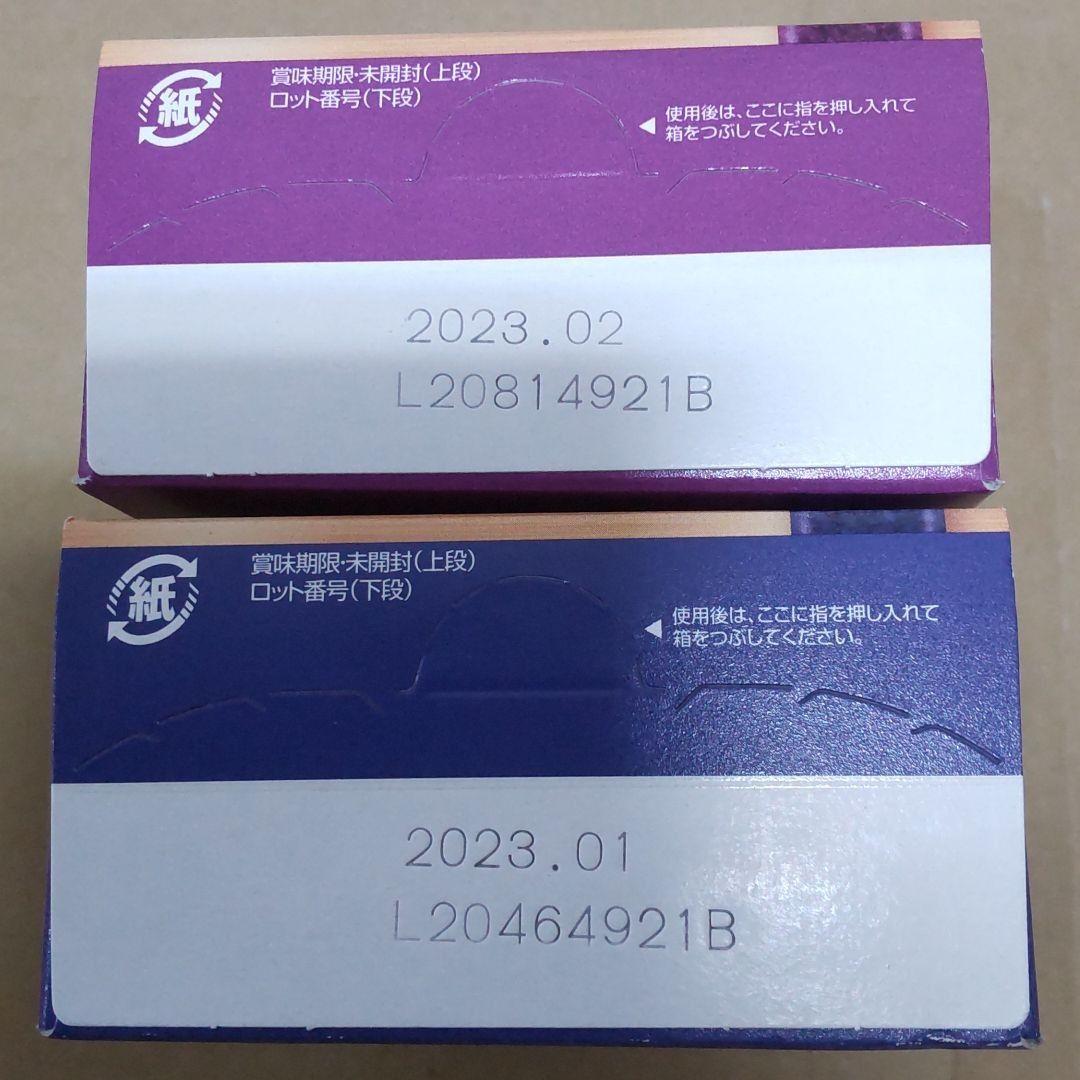 紙
賞味期限・未開封(上段)
ロット番号(下段)
使用後は、ここに指を押し入れて
箱をつぶしてください。
2023.02
L20814921B
紙
賞味期限・未開封(上段)
ロット番号(下段)
使用後は、ここに指を押し入れて
箱をつぶしてください。
2023.01
L20464921B